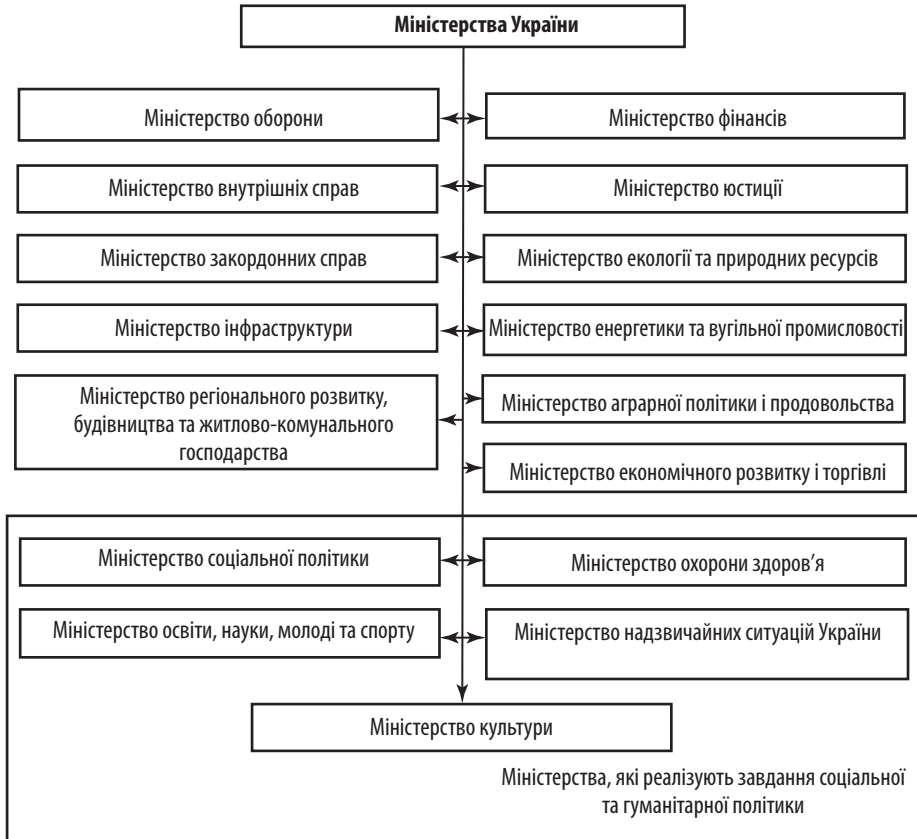 Міністерства України
Міністерство оборони
Міністерство фінансів
Міністерство внутрішніх справ
Міністерство юстиції
Міністерство закордонних справ
Міністерство екології та природних ресурсів
Міністерство інфраструктури
Міністерство енергетики та вугільної промисловості
Міністерство регіонального розвитку,
будівництва та житлово-комунального
господарства
Міністерство аграрної політики і продовольства
Міністерство економічного розвитку і торгівлі
Міністерство соціальної політики
Міністерство охорони здоров’я
Міністерство освіти, науки, молоді та спорту
Міністерство надзвичайних ситуацій України
Міністерство культури
Міністерства, які реалізують завдання соціальної
та гуманітарної політики